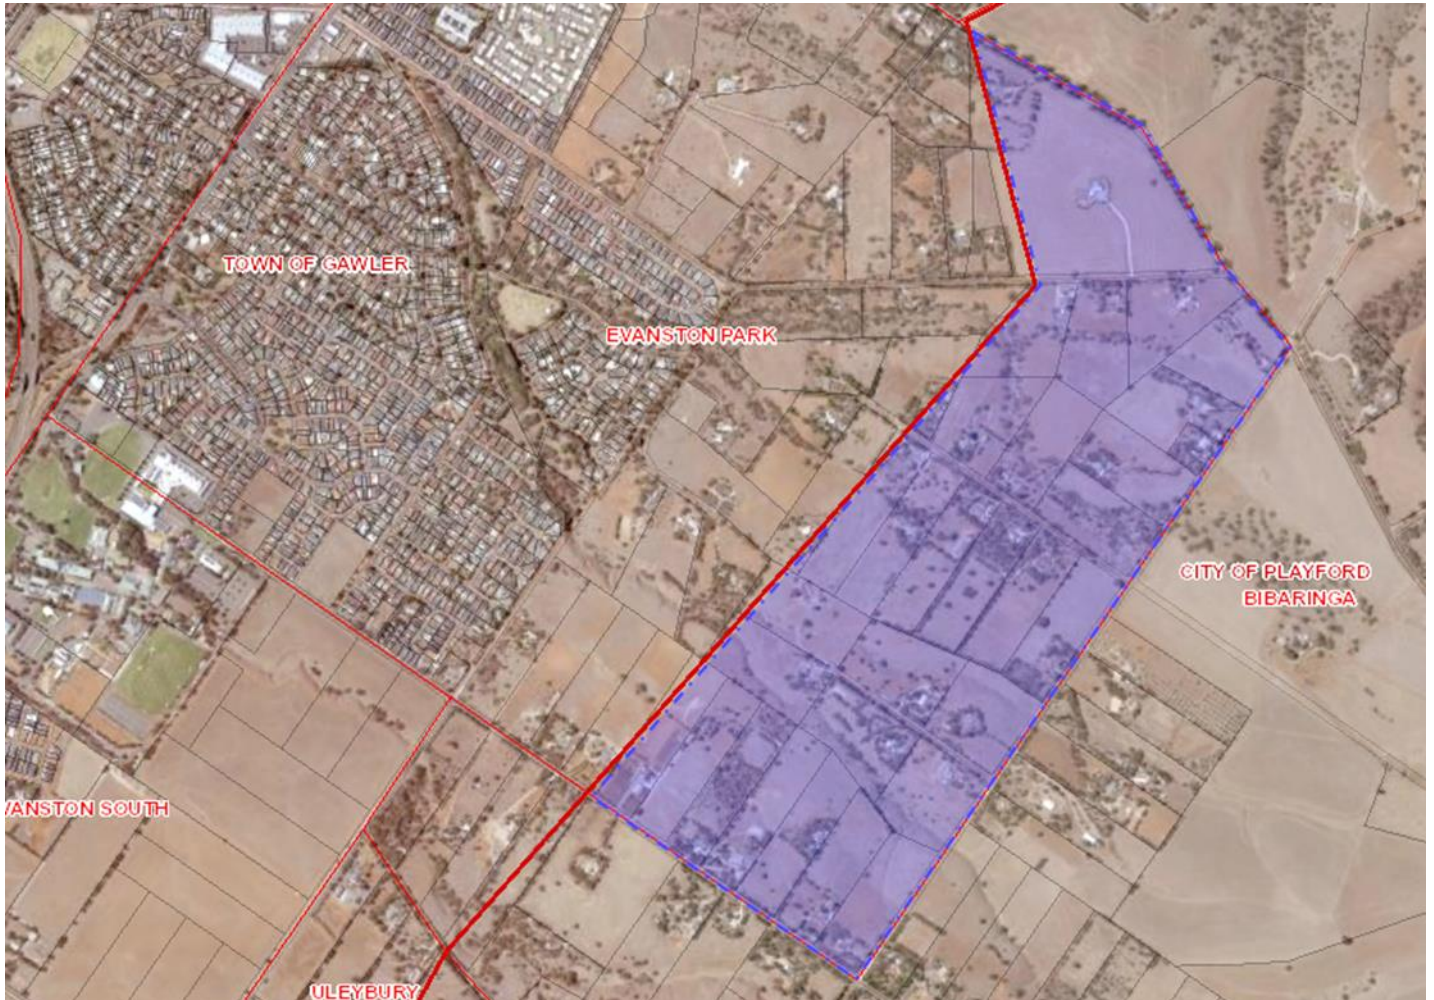 TOWN OF GAWLER
EVANSTON PARK
CITY OF PLAYFORD
BIBARINGA
VANSTON SOUTH
ULEYBURY